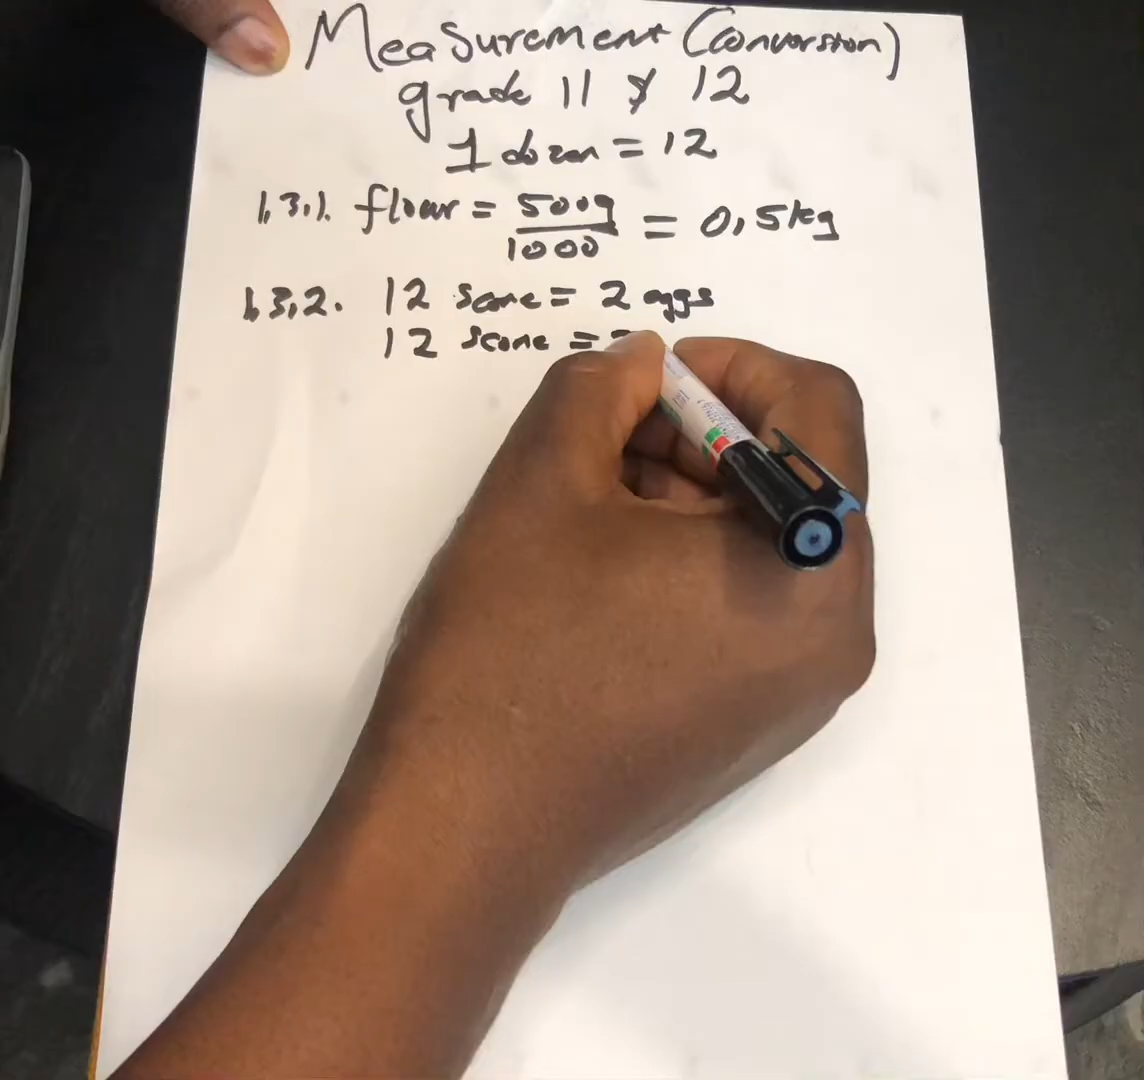 Measurement (Conversion)
grade 11 & 12
1 dozen = 12
1.3.1. flour = 500g / 1000 = 0,5kg
1.3.2. 12 scone = 2 eggs
12 scone =